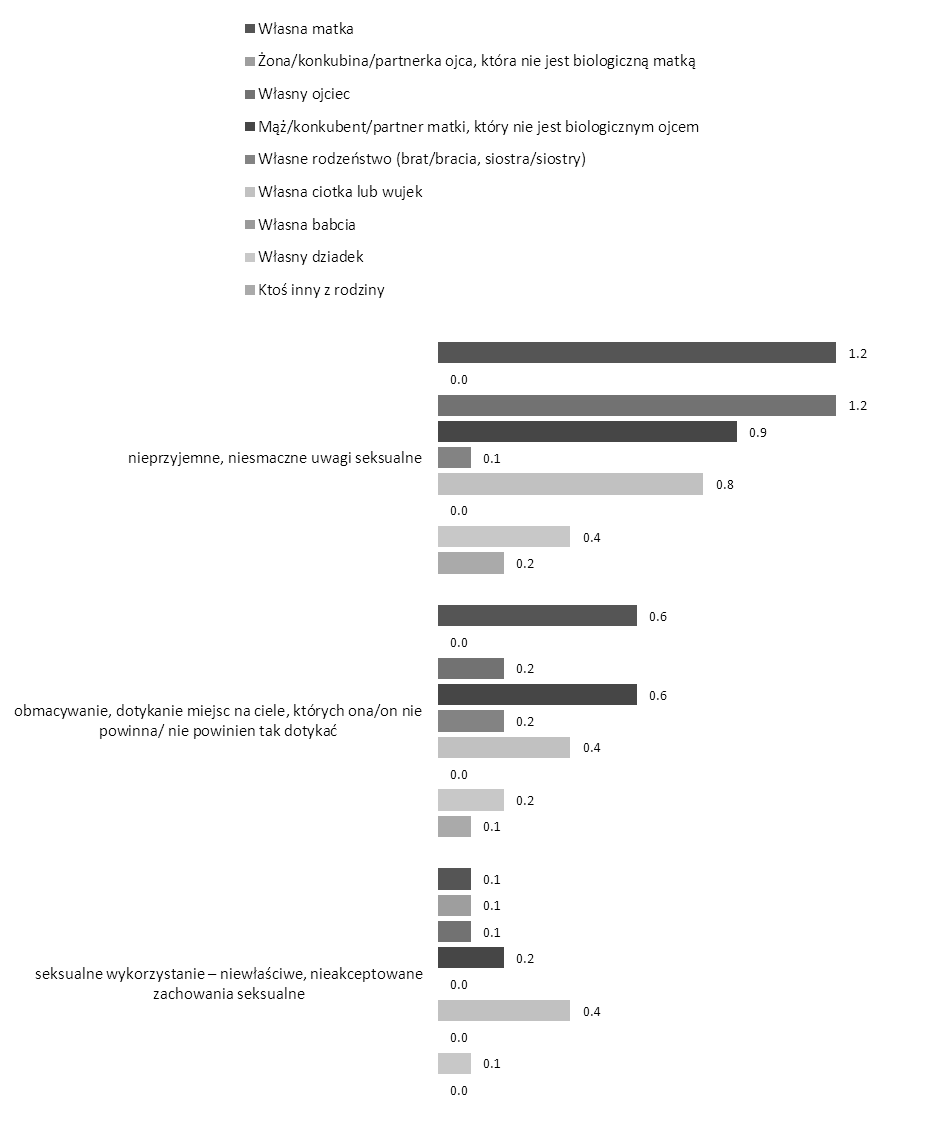 Własna matka
Żona/konkubina/partnerka ojca, która nie jest biologiczną matką
Własny ojciec
Mąż/konkubent/partner matki, który nie jest biologicznym ojcem
Własne rodzeństwo (brat/bracia, siostra/siostry)
Własna ciotka lub wujek
Własna babcia
Własny dziadek
Ktoś inny z rodziny
nieprzyjemne, niesmaczne uwagi seksualne
1.2
0.0
1.2
0.9
0.1
0.8
0.0
0.4
0.2
obmacywanie, dotykanie miejsc na ciele, których ona/on nie
powinna/ nie powinien tak dotykać
0.6
0.0
0.2
0.6
0.2
0.4
0.0
0.2
0.1
seksualne wykorzystanie – niewłaściwe, nieakceptowane
zachowania seksualne
0.1
0.1
0.1
0.2
0.0
0.4
0.0
0.1
0.0